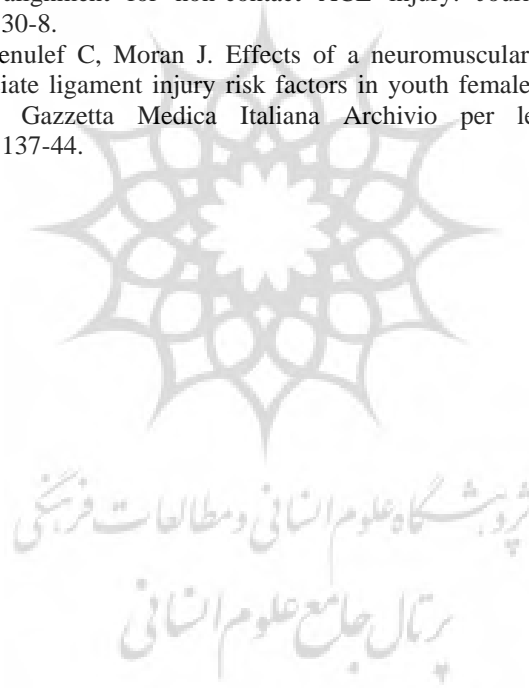 alignment for non-contact ACL injury. Journ
30-8.
enulef C, Moran J. Effects of a neuromuscular
iate ligament injury risk factors in youth female
Gazzetta Medica Italiana Archivio per le
137-44.
پژوهشگاه علوم انسانی و مطالعات فرهنگی
پرتال جامع علوم انسانی